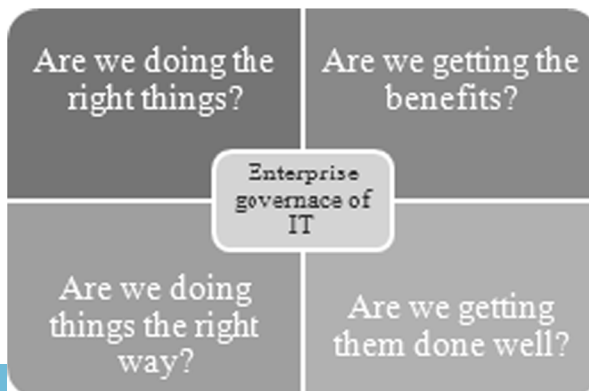 Are we doing the
right things?
Are we getting the
benefits?
Enterprise
governace of
IT
Are we doing
things the right
way?
Are we getting
them done well?